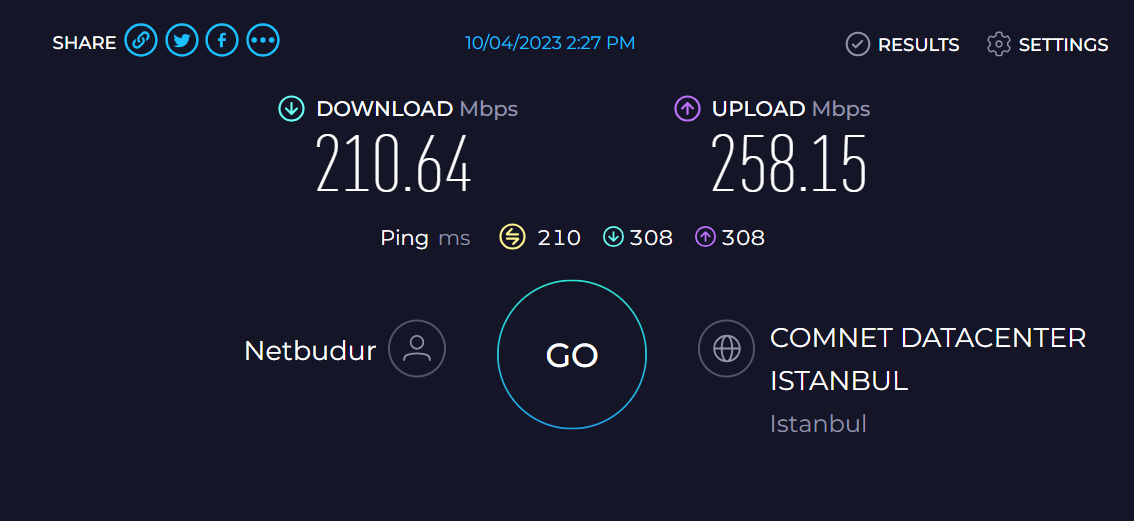 SHARE 10/04/2023 2:27 PM RESULTS SETTINGS
DOWNLOAD Mbps UPLOAD Mbps
210.64 258.15
Ping ms 210 308 308
Netbudur GO COMNET DATACENTER
ISTANBUL
Istanbul